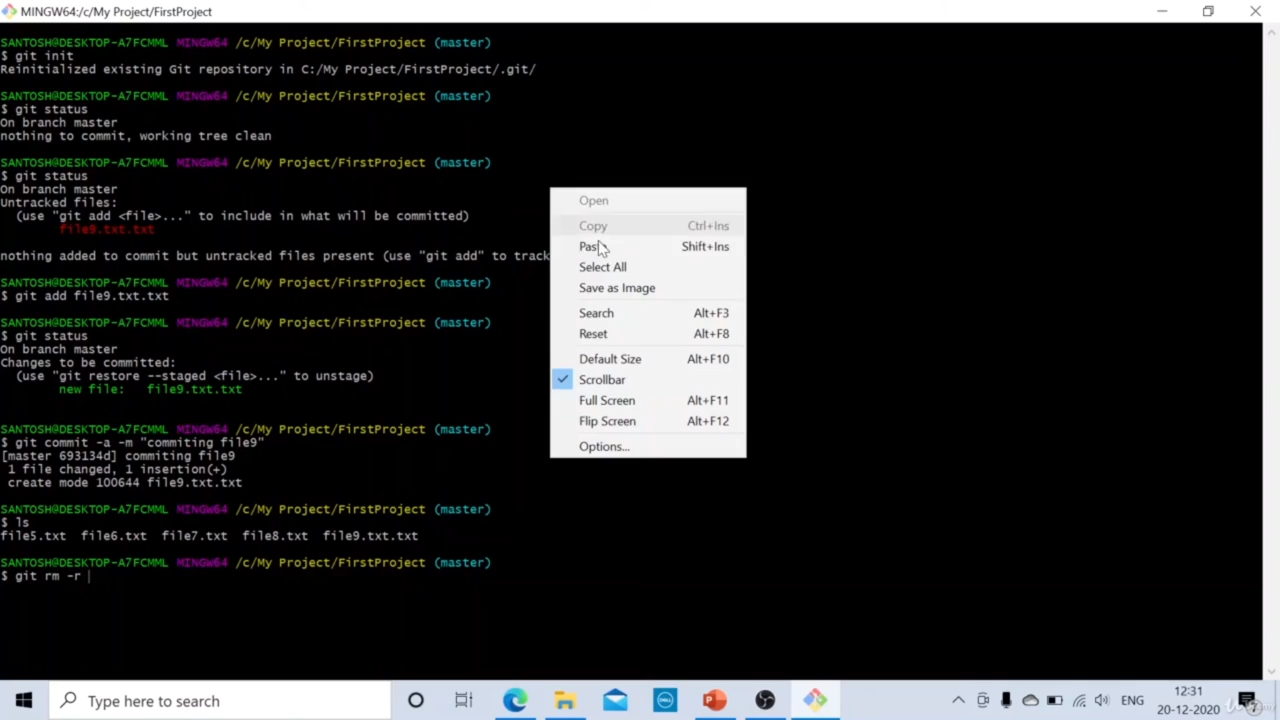 MINGW64:/c/My Project/FirstProject
SANTOSH@DESKTOP-A7FCMML MINGW64 /c/My Project/FirstProject (master)
$ git init
Reinitialized existing Git repository in C:/My Project/FirstProject/.git/
SANTOSH@DESKTOP-A7FCMML MINGW64 /c/My Project/FirstProject (master)
$ git status
On branch master
nothing to commit, working tree clean
SANTOSH@DESKTOP-A7FCMML MINGW64 /c/My Project/FirstProject (master)
$ git status
On branch master
Untracked files:
(use "git add <file>..." to include in what will be committed)
file9.txt.txt
nothing added to commit but untracked files present (use "git add" to track
SANTOSH@DESKTOP-A7FCMML MINGW64 /c/My Project/FirstProject (master)
$ git add file9.txt.txt
SANTOSH@DESKTOP-A7FCMML MINGW64 /c/My Project/FirstProject (master)
$ git status
On branch master
Changes to be committed:
(use "git restore --staged <file>..." to unstage)
new file: file9.txt.txt
SANTOSH@DESKTOP-A7FCMML MINGW64 /c/My Project/FirstProject (master)
$ git commit -a -m "commiting file9"
[master 693134d] commiting file9
1 file changed, 1 insertion(+)
create mode 100644 file9.txt.txt
SANTOSH@DESKTOP-A7FCMML MINGW64 /c/My Project/FirstProject (master)
$ ls
file5.txt file6.txt file7.txt file8.txt file9.txt.txt
SANTOSH@DESKTOP-A7FCMML MINGW64 /c/My Project/FirstProject (master)
$ git rm -r
Open
Copy Ctrl+Ins
Paste Shift+Ins
Select All
Save as Image
Search Alt+F3
Reset Alt+F8
Default Size Alt+F10
Scrollbar
Full Screen Alt+F11
Flip Screen Alt+F12
Options...
Type here to search
DELL
ENG
12:31
20-12-2020